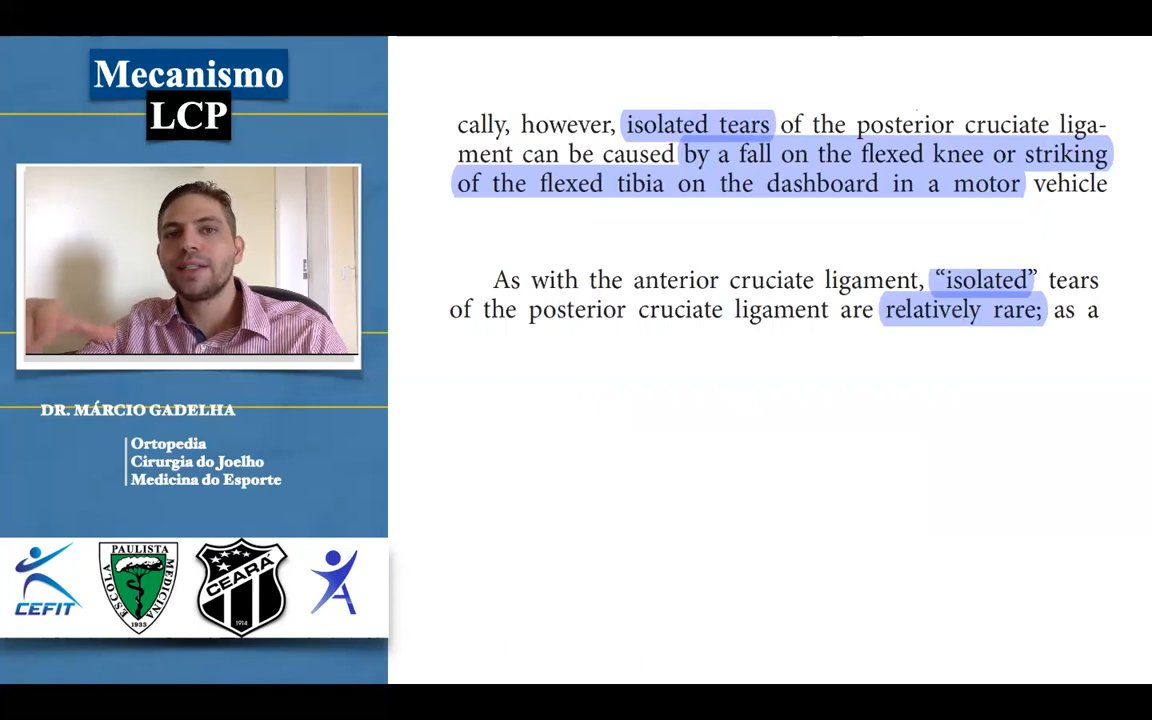 Mecanismo
LCP
cally, however, isolated tears of the posterior cruciate liga-
ment can be caused by a fall on the flexed knee or striking
of the flexed tibia on the dashboard in a motor vehicle
As with the anterior cruciate ligament, “isolated” tears
of the posterior cruciate ligament are relatively rare; as a
DR. MÁRCIO GADELHA
Ortopedia
Cirurgia do Joelho
Medicina do Esporte
CEFIT
ESCOLA PAULISTA MEDICINA
1933
CEARÁ
1914